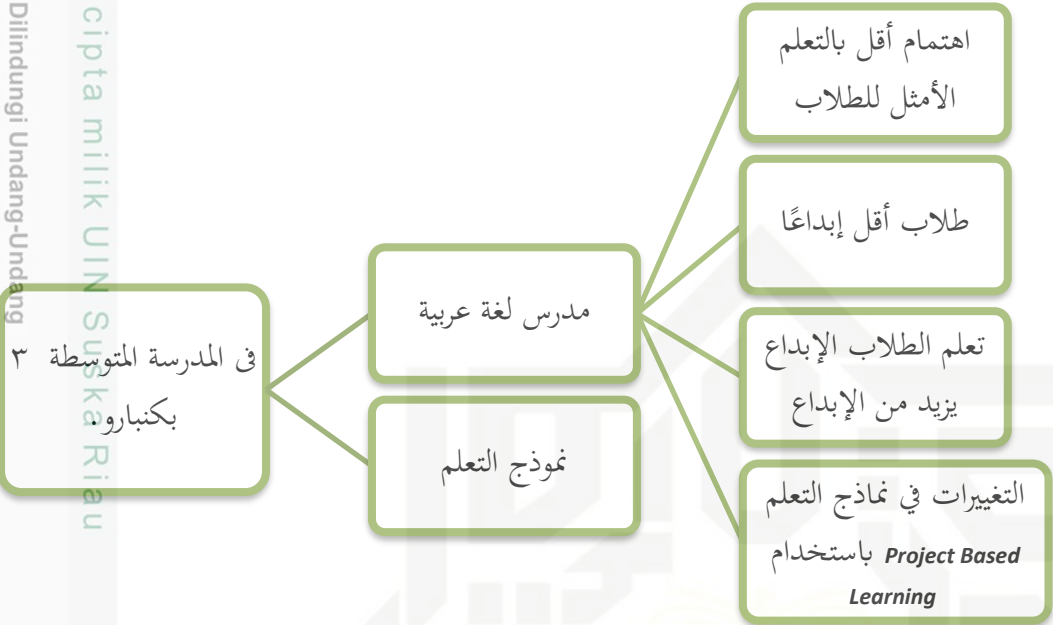 اهتمام أقل بالتعلم
الأمثل للطلاب
طلاب أقل إبداعًا
مدرس لغة عربية
تعلم الطلاب الإبداع
يزيد من الإبداع
فى المدرسة المتوسطة ٣
بكنبارو.
نموذج التعلم
التغييرات في نماذج التعلم
باستخدام Project Based
Learning
cipta milik UIN Suska Riau
Dilindungi Undang-Undang